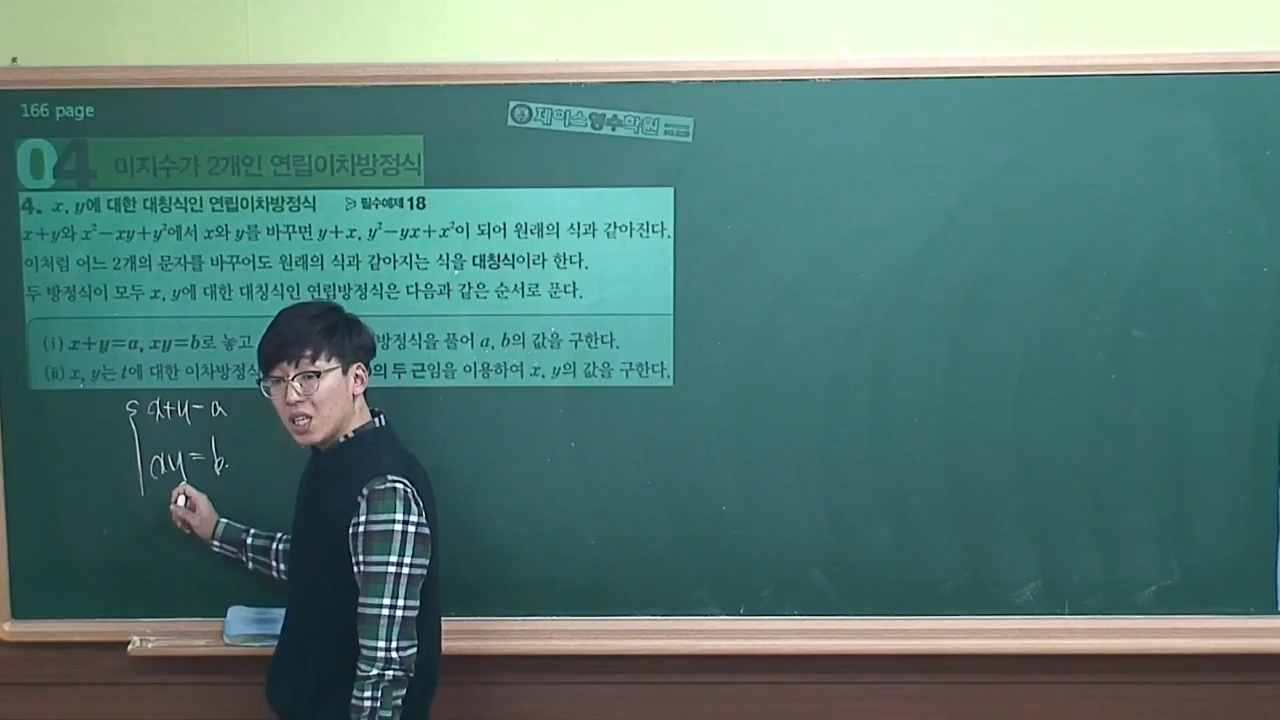 166 page
제이스영수학원
04 미지수가 2개인 연립이차방정식
4. x, y에 대한 대칭식인 연립이차방정식 ▷ 필수예제 18
x+y와 x²-xy+y²에서 x와 y를 바꾸면 y+x, y²-yx+x²이 되어 원래의 식과 같아진다.
이처럼 어느 2개의 문자를 바꾸어도 원래의 식과 같아지는 식을 대칭식이라 한다.
두 방정식이 모두 x, y에 대한 대칭식인 연립방정식은 다음과 같은 순서로 푼다.
(i) x+y=a, xy=b로 놓고 방정식을 풀어 a, b의 값을 구한다.
(ii) x, y는 t에 대한 이차방정식 의 두 근임을 이용하여 x, y의 값을 구한다.
x+y=a
xy=b.